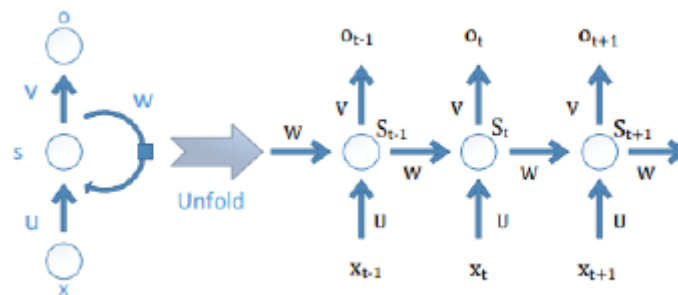 o
v
w
s
Unfold
u
x
o_{t-1} o_t o_{t+1}
V V V
W S_{t-1} S_t S_{t+1}
W W W
U U U
x_{t-1} x_t x_{t+1}